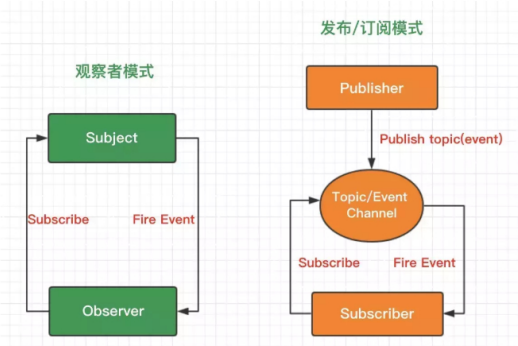 观察者模式
Subject
Subscribe
Fire Event
Observer
发布/订阅模式
Publisher
Publish topic(event)
Topic/Event
Channel
Subscribe
Fire Event
Subscriber